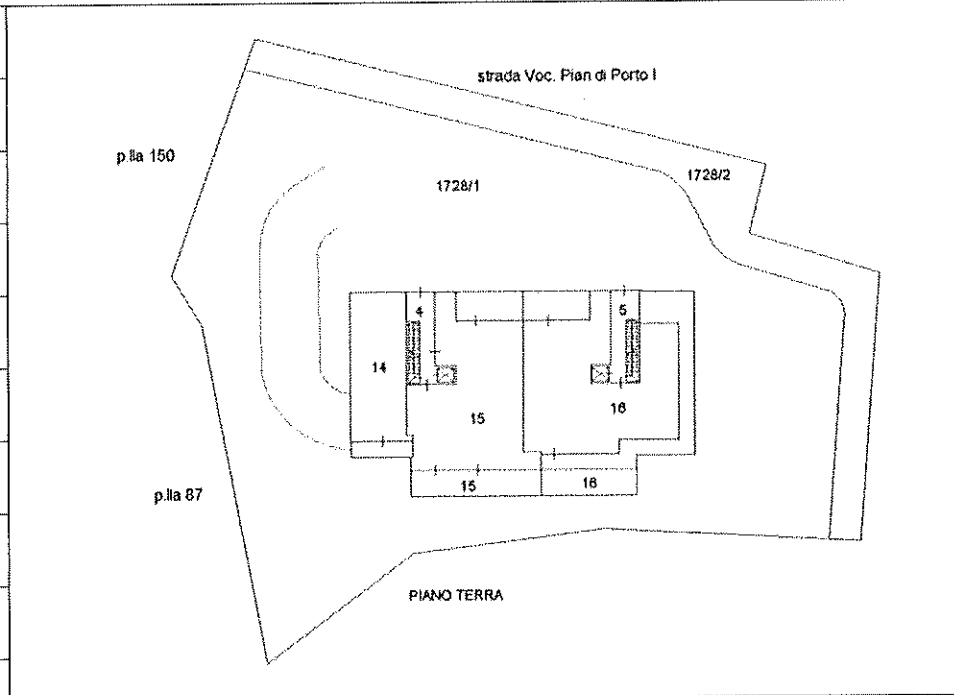 strada Voc. Pian di Porto I
p.lla 150
1728/1
1728/2
4
5
14
15
16
15
16
p.lla 87
PIANO TERRA